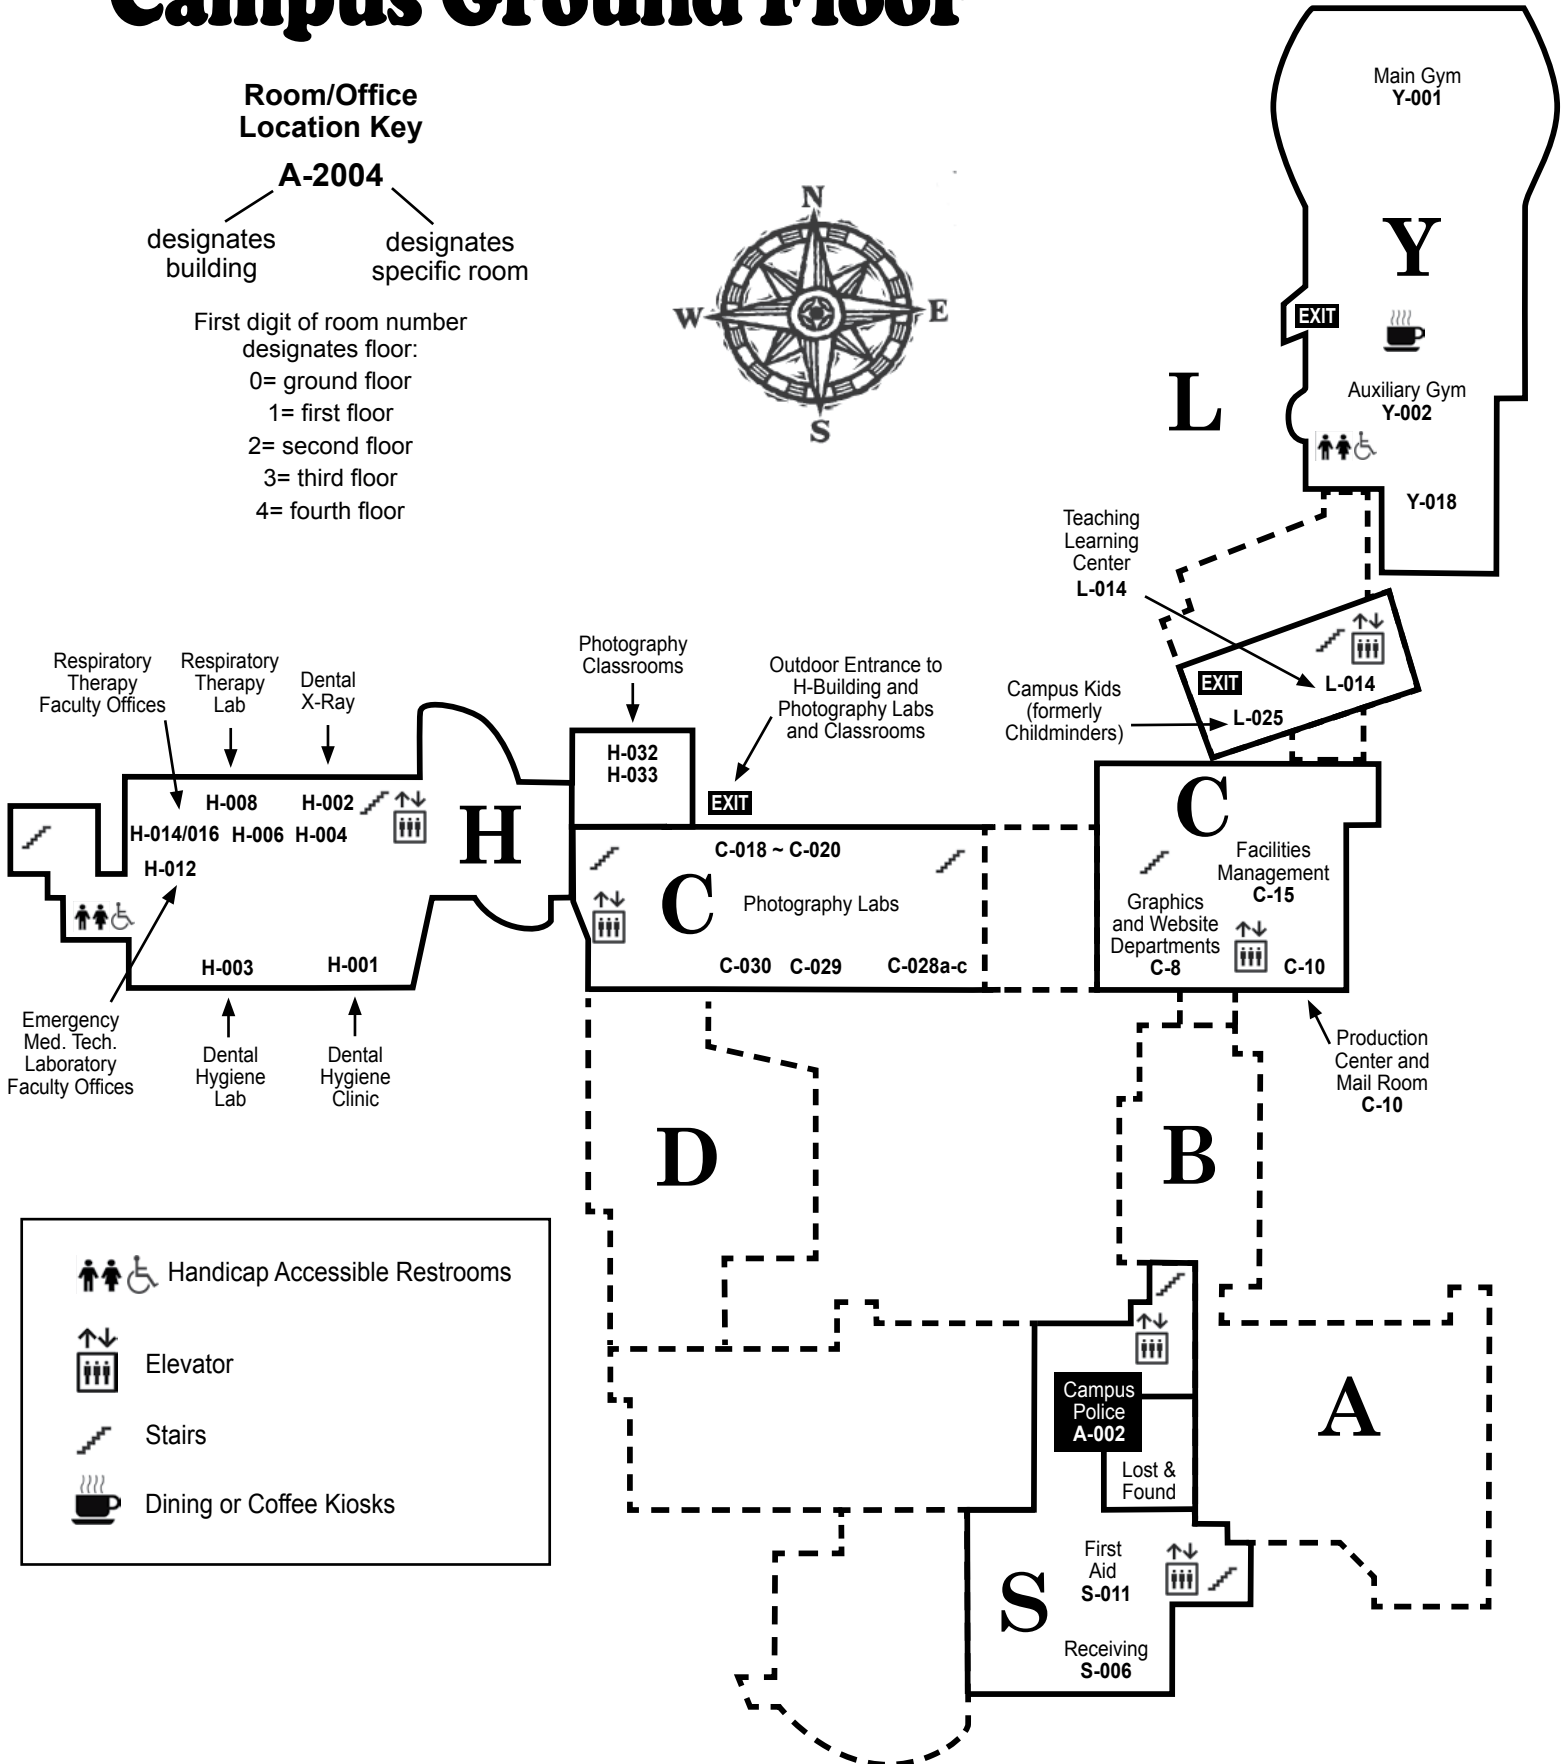 Campus Ground Floor
Room/Office
Location Key
A-2004
designates
building
designates
specific room
First digit of room number
designates floor:
0= ground floor
1= first floor
2= second floor
3= third floor
4= fourth floor
N
W
E
S
Main Gym
Y-001
Y
EXIT
Auxiliary Gym
Y-002
Y-018
L
Teaching
Learning
Center
L-014
EXIT
L-014
L-025
Campus Kids
(formerly
Childminders)
Respiratory
Therapy
Faculty Offices
Respiratory
Therapy
Lab
Dental
X-Ray
Photography
Classrooms
Outdoor Entrance to
H-Building and
Photography Labs
and Classrooms
H-032
H-033
EXIT
H-008
H-002
H-014/016
H-006
H-004
H-012
H
H-003
H-001
C-018 ~ C-020
C
Photography Labs
C-030
C-029
C-028a-c
C
Facilities
Management
C-15
Graphics
and Website
Departments
C-8
C-10
Emergency
Med. Tech.
Laboratory
Faculty Offices
Dental
Hygiene
Lab
Dental
Hygiene
Clinic
Production
Center and
Mail Room
C-10
D
B
Handicap Accessible Restrooms
Elevator
Stairs
Dining or Coffee Kiosks
Campus
Police
A-002
Lost &
Found
A
S
First
Aid
S-011
Receiving
S-006